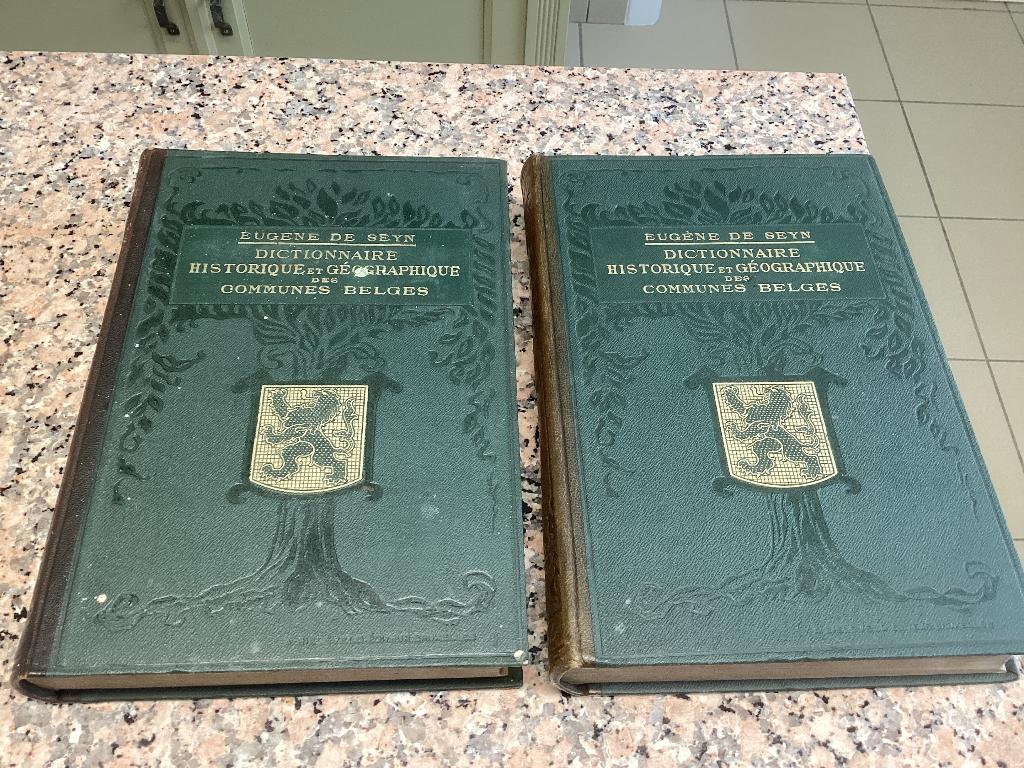 EUGÈNE DE SEYN
DICTIONNAIRE
HISTORIQUE ET GÉOGRAPHIQUE
DES
COMMUNES BELGES
EUGÈNE DE SEYN
DICTIONNAIRE
HISTORIQUE ET GÉOGRAPHIQUE
DES
COMMUNES BELGES